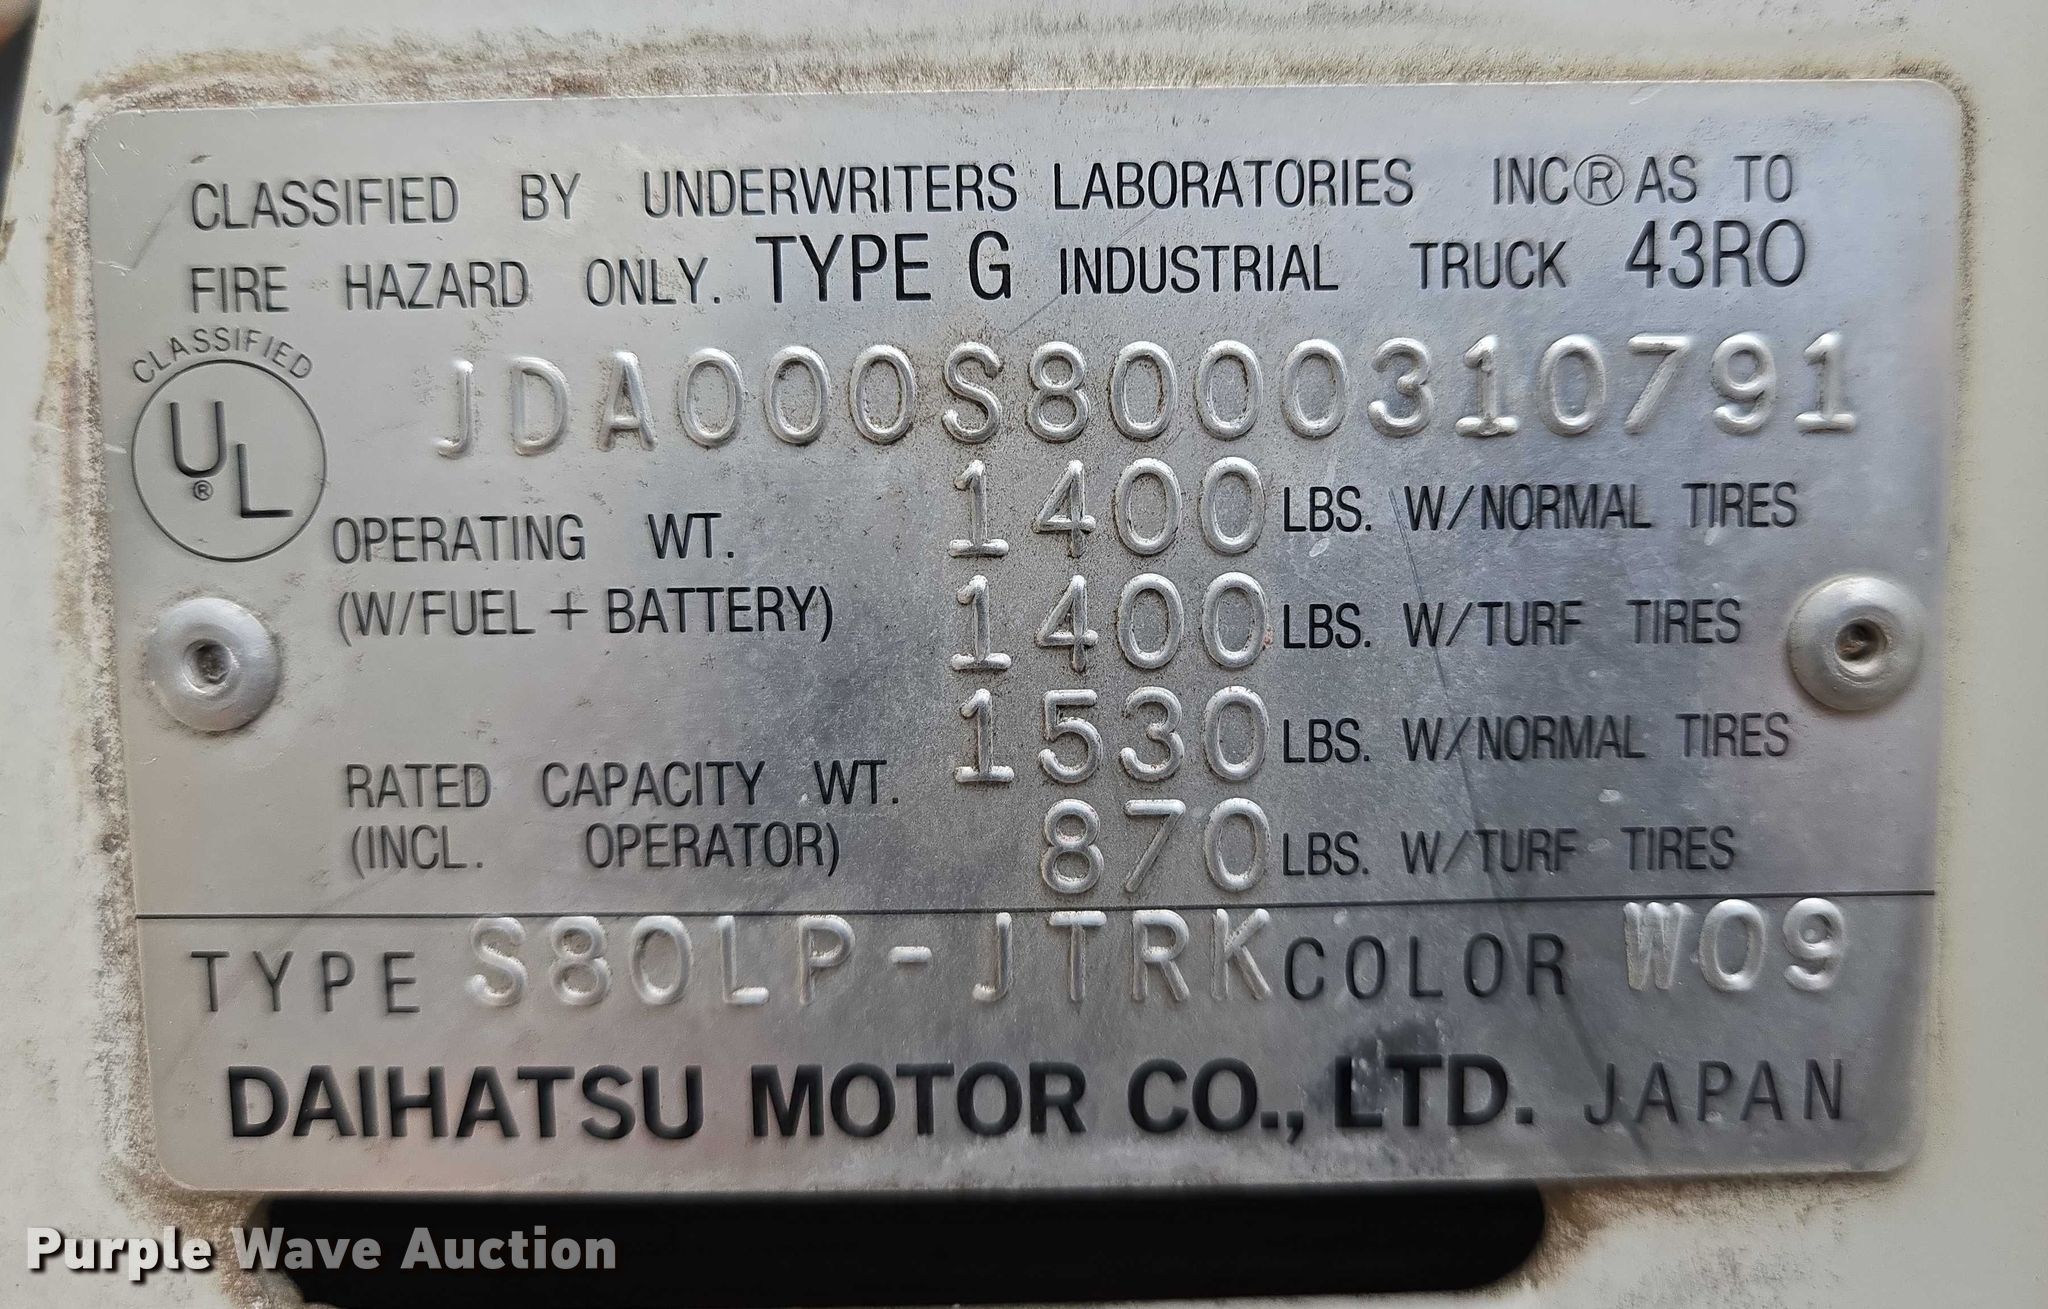 CLASSIFIED BY UNDERWRITERS LABORATORIES INC® AS TO
FIRE HAZARD ONLY. TYPE G INDUSTRIAL TRUCK 43RO
CLASSIFIED
UL®
JDA000S8000310791
OPERATING WT. 1400 LBS. W/NORMAL TIRES
(W/FUEL + BATTERY) 1400 LBS. W/TURF TIRES
RATED CAPACITY WT. 1530 LBS. W/NORMAL TIRES
(INCL. OPERATOR) 870 LBS. W/TURF TIRES
TYPE S80LP-JTRK COLOR W09
DAIHATSU MOTOR CO., LTD. JAPAN
Purple Wave Auction